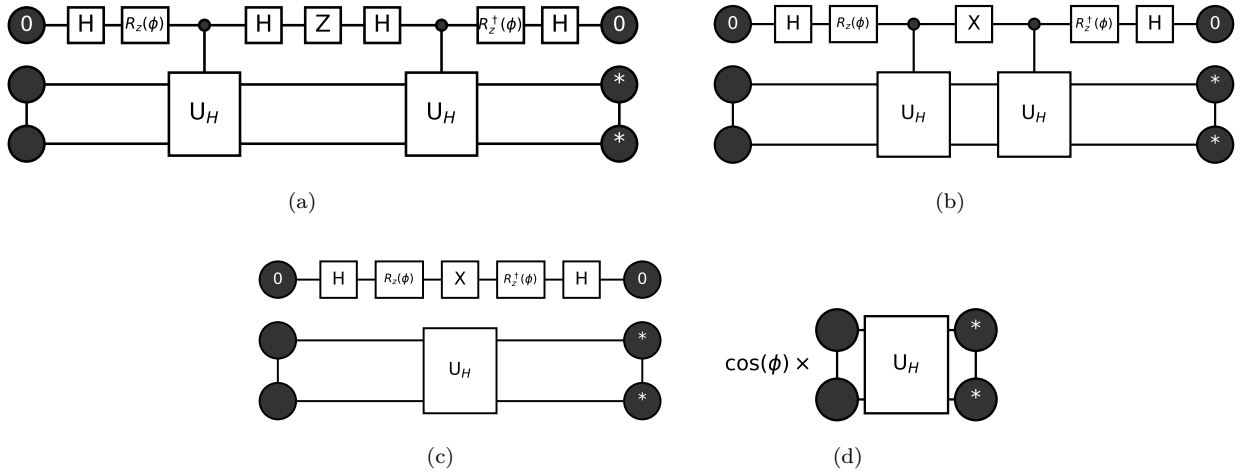 0 H R_z(φ) H Z H R_z^†(φ) H 0
U_H U_H *
*
(a)
0 H R_z(φ) X R_z^†(φ) H 0
U_H U_H *
*
(b)
0 H R_z(φ) X R_z^†(φ) H 0
U_H *
*
(c)
cos(φ) × U_H *
*
(d)